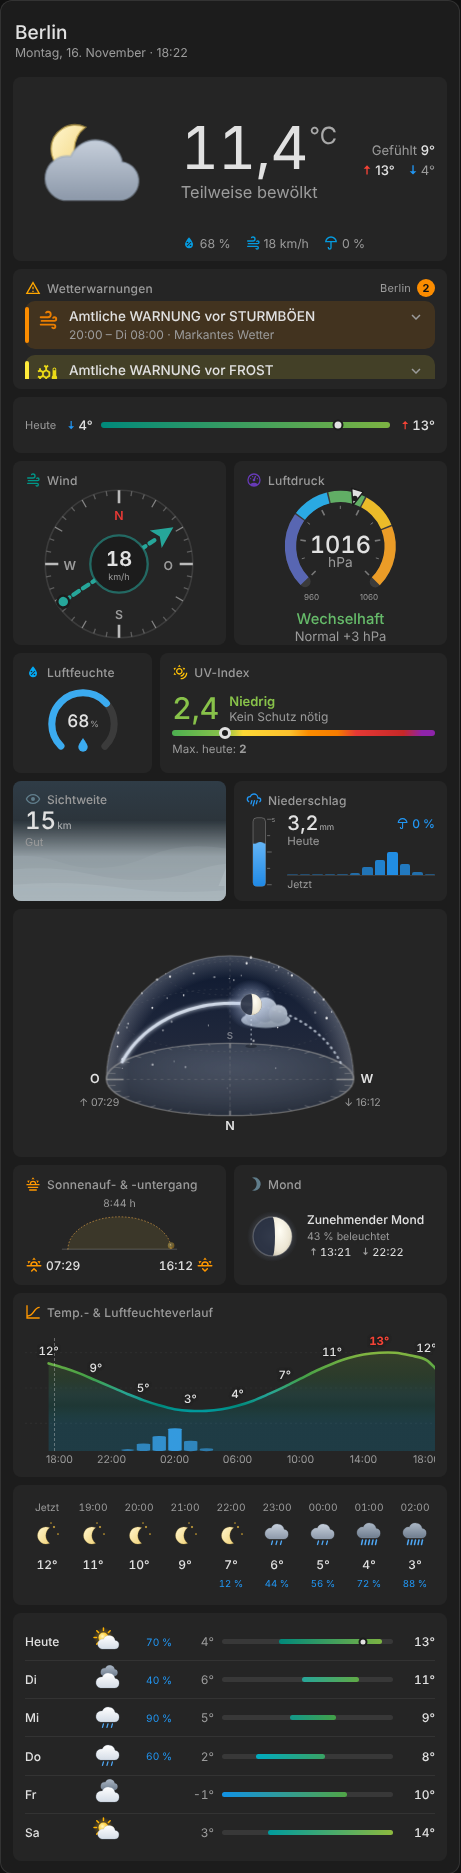 Berlin
Montag, 16. November · 18:22
11,4 °C
Gefühlt 9°
↑ 13° ↓ 4°
Teilweise bewölkt
68 % 18 km/h 0 %
Wetterwarnungen Berlin 2
Amtliche WARNUNG vor STURMBÖEN
20:00 – Di 08:00 · Markantes Wetter
Amtliche WARNUNG vor FROST
Heute ↓ 4° ↑ 13°
Wind
N
W 18 O
km/h
S
Luftdruck
1016
hPa
960 1060
Wechselhaft
Normal +3 hPa
Luftfeuchte
68%
UV-Index
2,4 Niedrig
Kein Schutz nötig
Max. heute: 2
Sichtweite
15 km
Gut
Niederschlag
3,2 mm 0 %
Heute
Jetzt
S
O W
↑ 07:29 ↓ 16:12
N
Sonnenauf- & -untergang
8:44 h
07:29 16:12
Mond
Zunehmender Mond
43 % beleuchtet
↑ 13:21 ↓ 22:22
Temp.- & Luftfeuchteverlauf
12° 9° 5° 3° 4° 7° 11° 13° 12°
18:00 22:00 02:00 06:00 10:00 14:00 18:00
Jetzt 19:00 20:00 21:00 22:00 23:00 00:00 01:00 02:00
12° 11° 10° 9° 7° 6° 5° 4° 3°
12 % 44 % 56 % 72 % 88 %
Heute 70 % 4° 13°
Di 40 % 6° 11°
Mi 90 % 5° 9°
Do 60 % 2° 8°
Fr -1° 10°
Sa 3° 14°